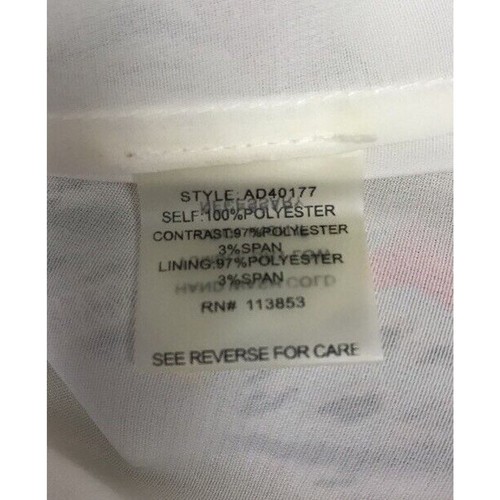 STYLE: AD40177
SELF:100%POLYESTER
CONTRAST:97%POLYESTER
3%SPAN
LINING:97%POLYESTER
3%SPAN
RN# 113853
SEE REVERSE FOR CARE